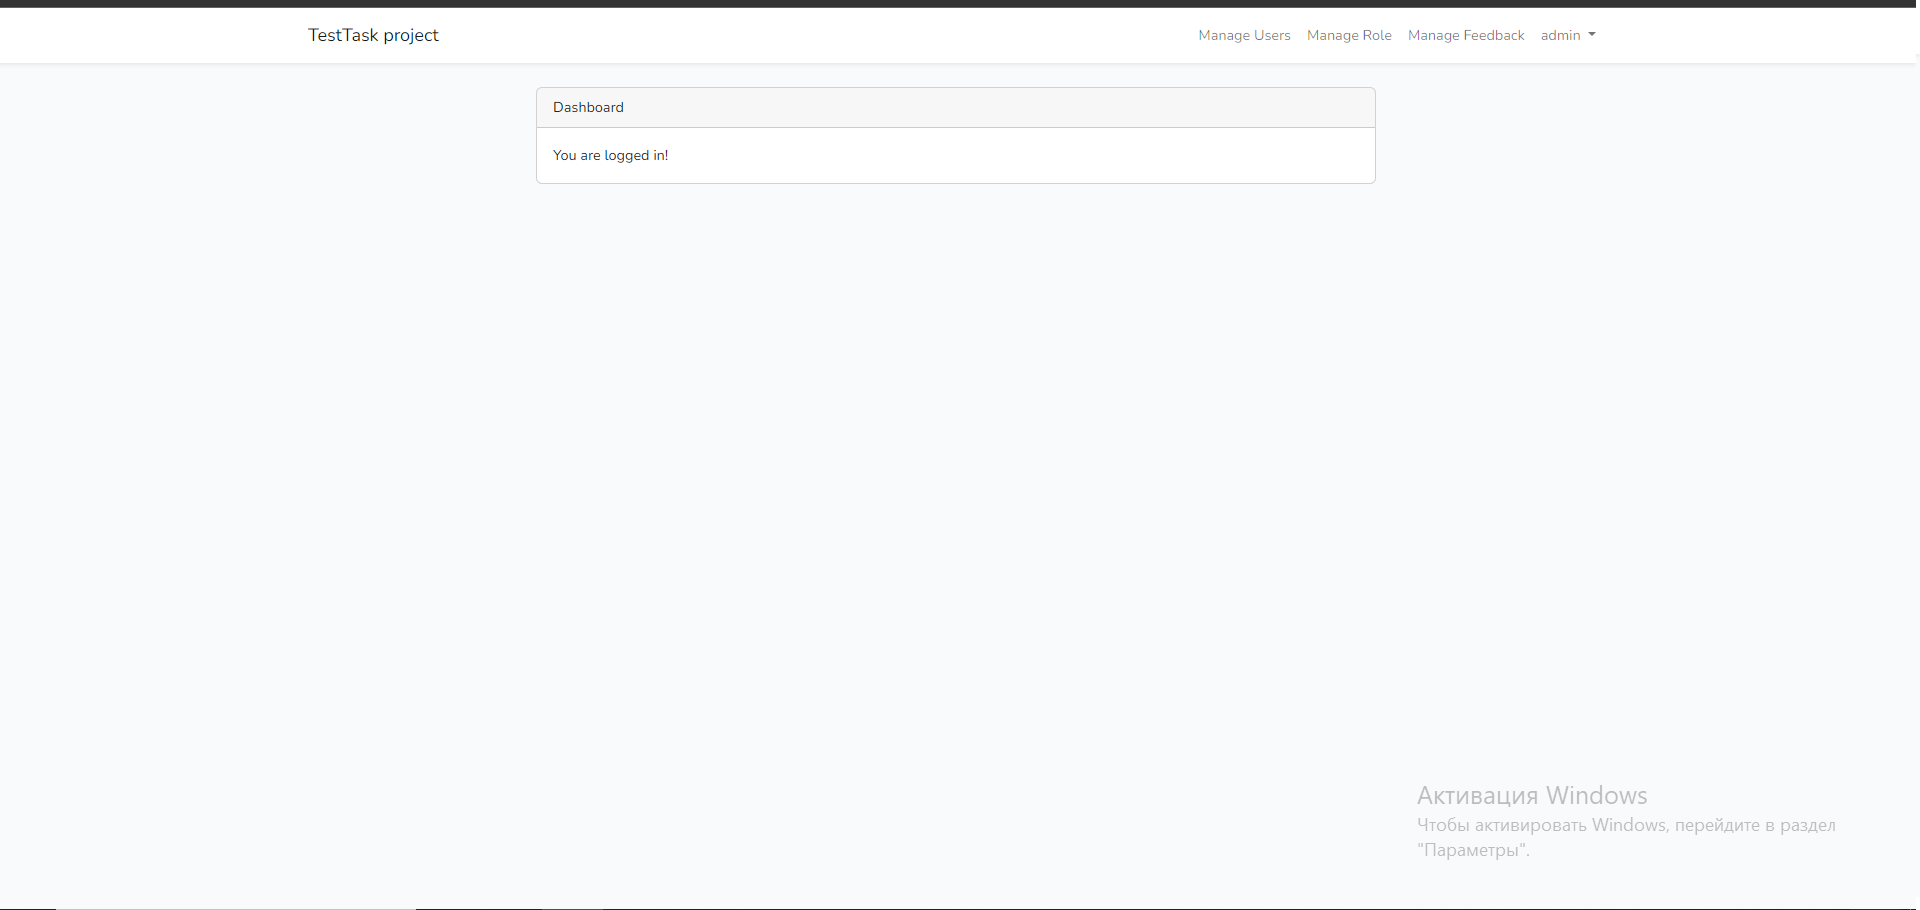 TestTask project
Manage Users Manage Role Manage Feedback admin
Dashboard
You are logged in!
Активация Windows
Чтобы активировать Windows, перейдите в раздел
"Параметры".